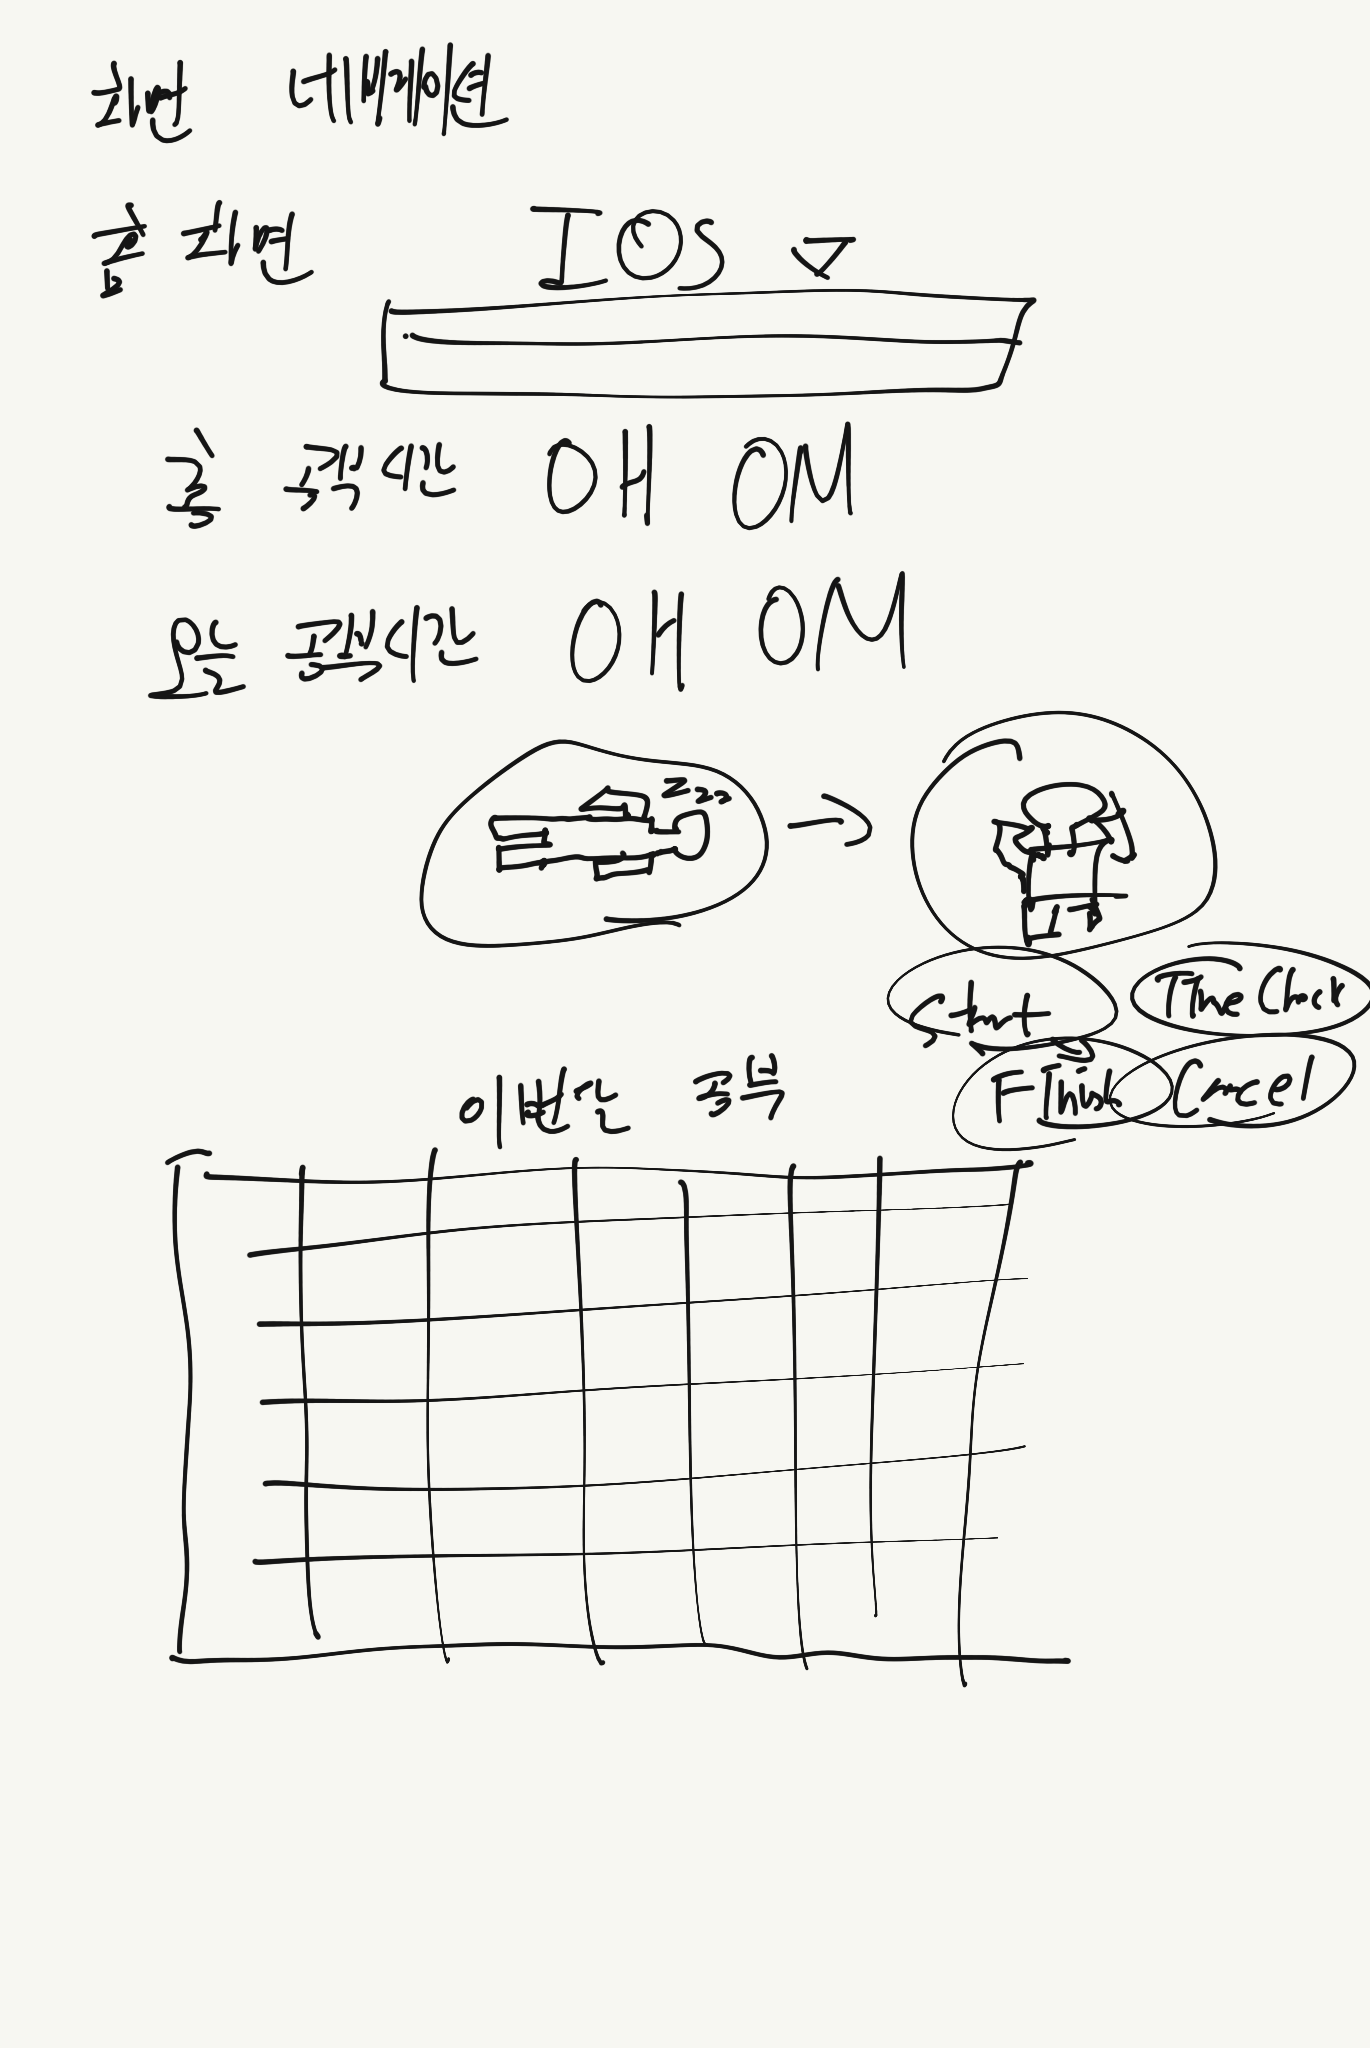 화면 네비게이션
홈 화면 IOS
총 공부시간 0H 0M
오늘 공부시간 0H 0M
zzz
Start Time Check
Finish Cancel
이번달 공부